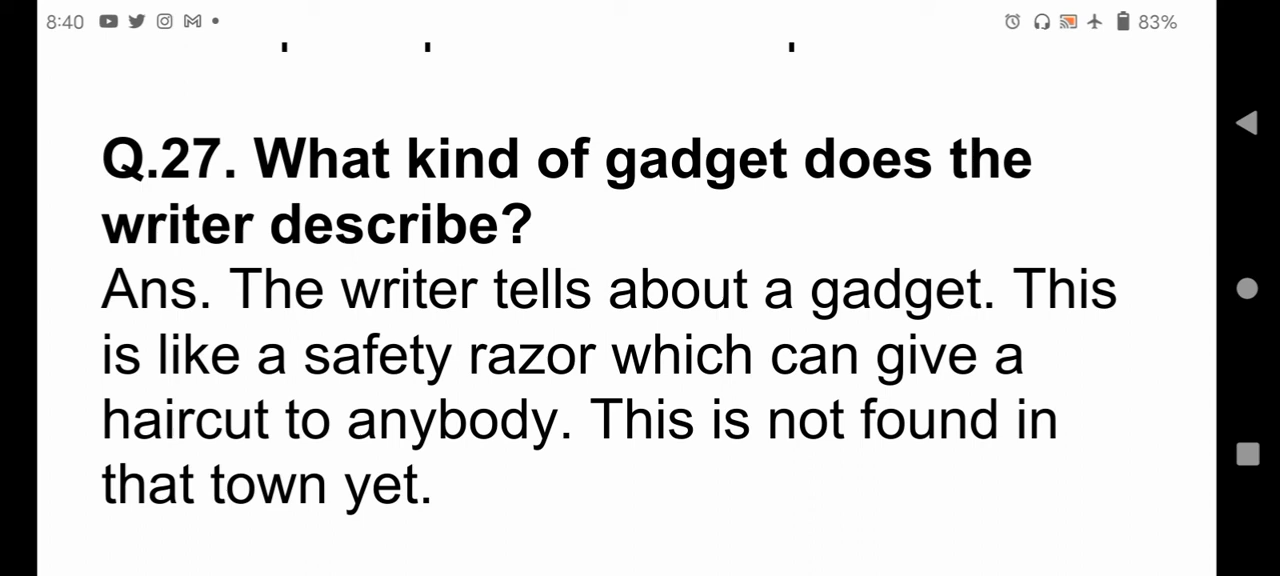 8:40 83%
Q.27. What kind of gadget does the
writer describe?
Ans. The writer tells about a gadget. This
is like a safety razor which can give a
haircut to anybody. This is not found in
that town yet.